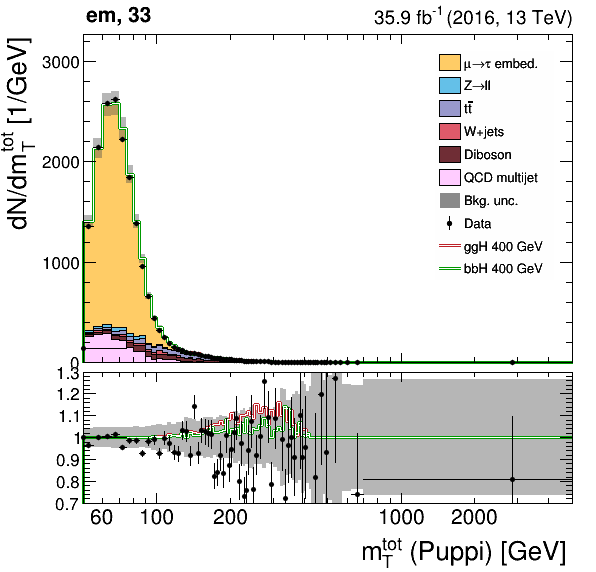 em, 33
35.9 fb⁻¹ (2016, 13 TeV)
dN/dm_T^tot [1/GeV]
3000
2000
1000
0
μ→τ embed.
Z→ll
tt̅
W+jets
Diboson
QCD multijet
Bkg. unc.
Data
ggH 400 GeV
bbH 400 GeV
1.3
1.2
1.1
1
0.9
0.8
0.7
60 100 200 1000 2000
m_T^tot (Puppi) [GeV]